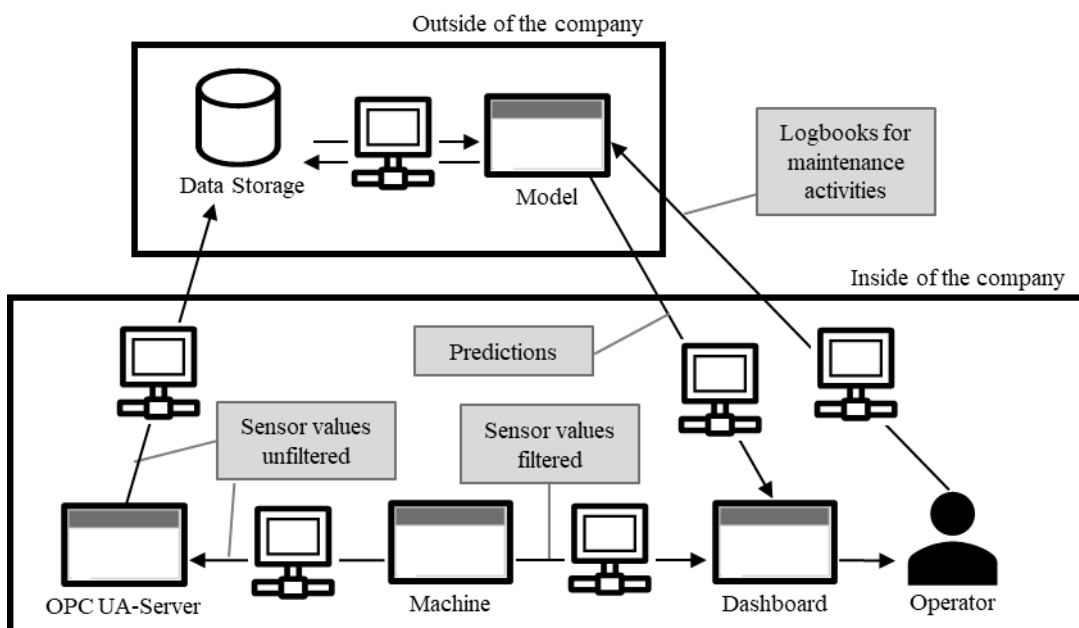 Outside of the company
Data Storage
Model
Logbooks for
maintenance
activities
Inside of the company
Predictions
Sensor values
unfiltered
Sensor values
filtered
OPC UA-Server
Machine
Dashboard
Operator